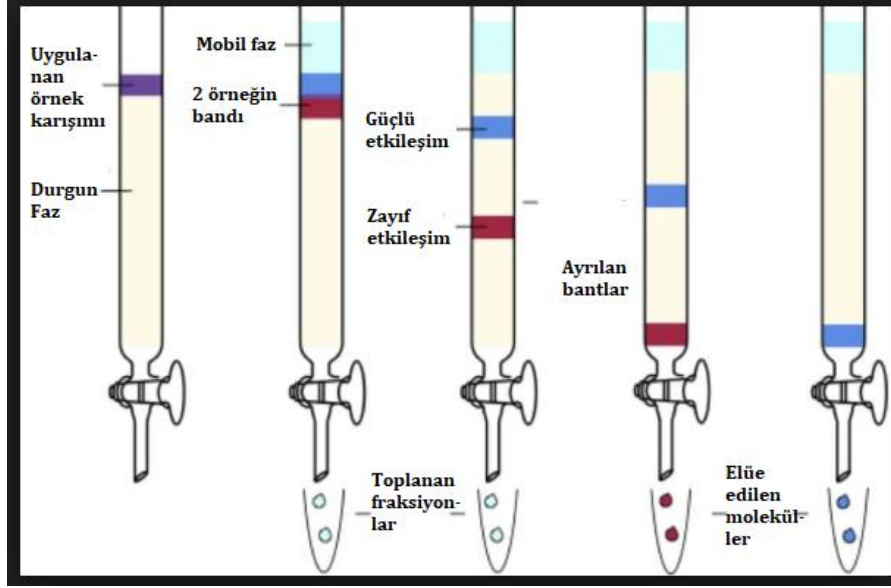 Uygula-
nan
örnek
karışımı
Durgun
Faz
Mobil faz
2 örneğin
bandı
Güçlü
etkileşim
Zayıf
etkileşim
Ayrılan
bantlar
Toplanan
fraksiyon-
lar
Elüe
edilen
molekül-
ller